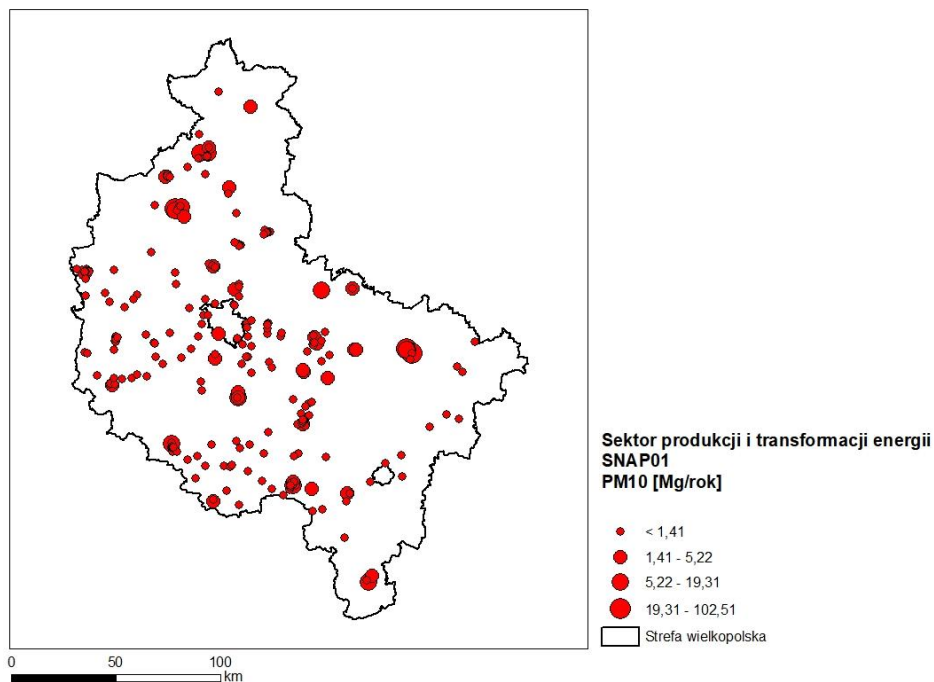 Sektor produkcji i transformacji energii
SNAP01
PM10 [Mg/rok]
< 1,41
1,41 - 5,22
5,22 - 19,31
19,31 - 102,51
Strefa wielkopolska
0 50 100
km